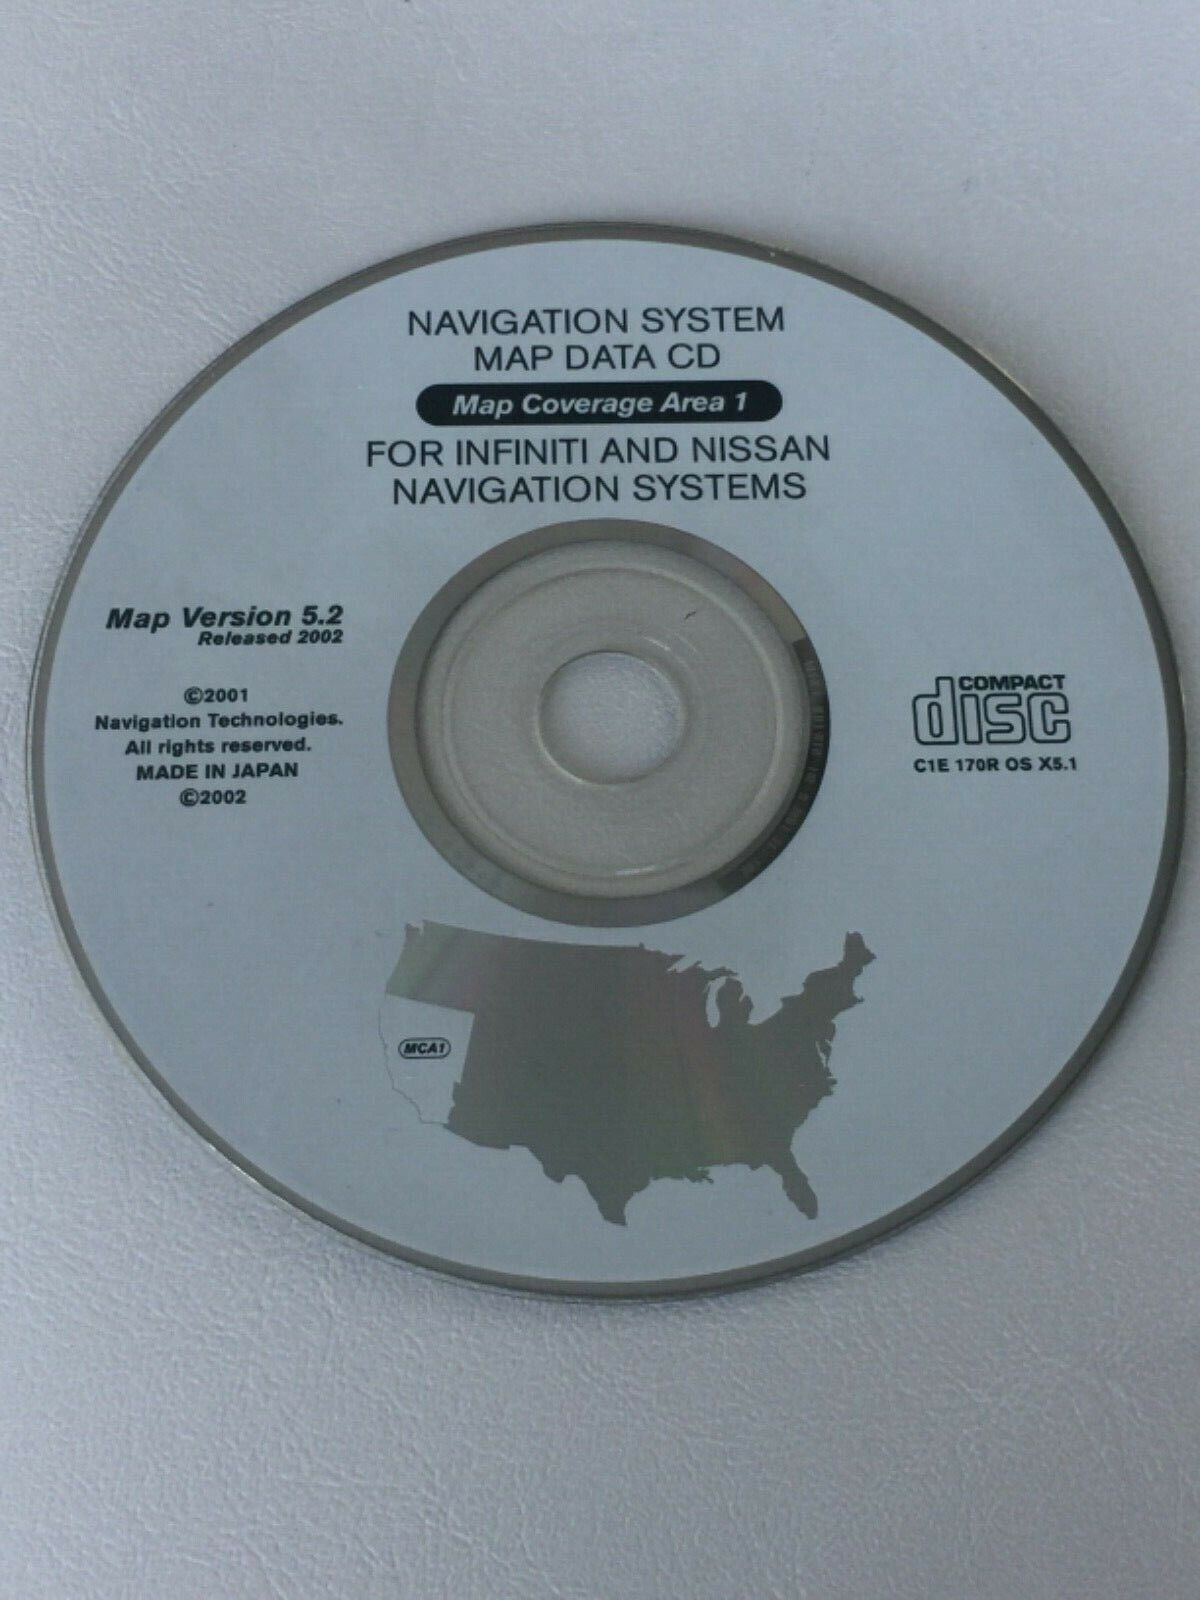 NAVIGATION SYSTEM
MAP DATA CD
Map Coverage Area 1
FOR INFINITI AND NISSAN
NAVIGATION SYSTEMS
Map Version 5.2
Released 2002
©2001
Navigation Technologies.
All rights reserved.
MADE IN JAPAN
©2002
COMPACT
disc
C1E 170R OS X5.1
MCA1